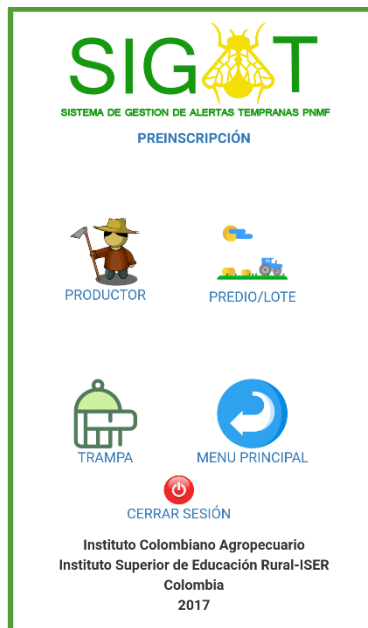 SIGAT
SISTEMA DE GESTION DE ALERTAS TEMPRANAS PNMF
PREINSCRIPCIÓN
PRODUCTOR
PREDIO/LOTE
TRAMPA
MENU PRINCIPAL
CERRAR SESIÓN
Instituto Colombiano Agropecuario
Instituto Superior de Educación Rural-ISER
Colombia
2017